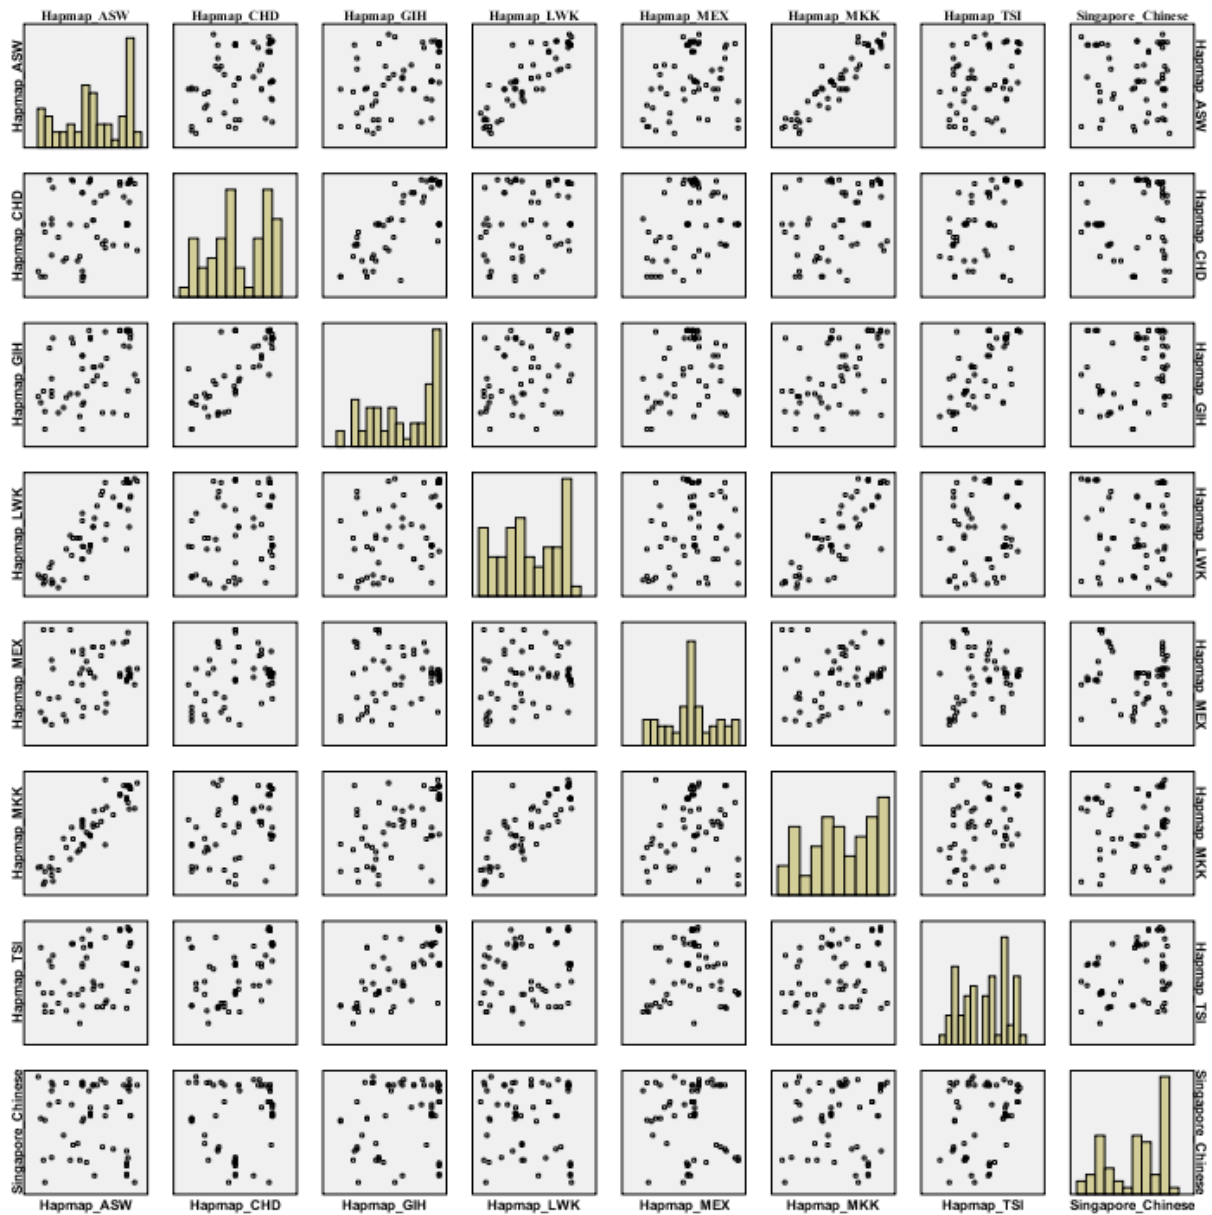 Hapmap_ASW Hapmap_CHD Hapmap_GIH Hapmap_LWK Hapmap_MEX Hapmap_MKK Hapmap_TSI Singapore_Chinese
Hapmap_ASW Hapmap_ASW
Hapmap_CHD Hapmap_CHD
Hapmap_GIH Hapmap_GIH
Hapmap_LWK Hapmap_LWK
Hapmap_MEX Hapmap_MEX
Hapmap_MKK Hapmap_MKK
Hapmap_TSI Hapmap_TSI
Singapore_Chinese Singapore_Chinese
Hapmap_ASW Hapmap_CHD Hapmap_GIH Hapmap_LWK Hapmap_MEX Hapmap_MKK Hapmap_TSI Singapore_Chinese